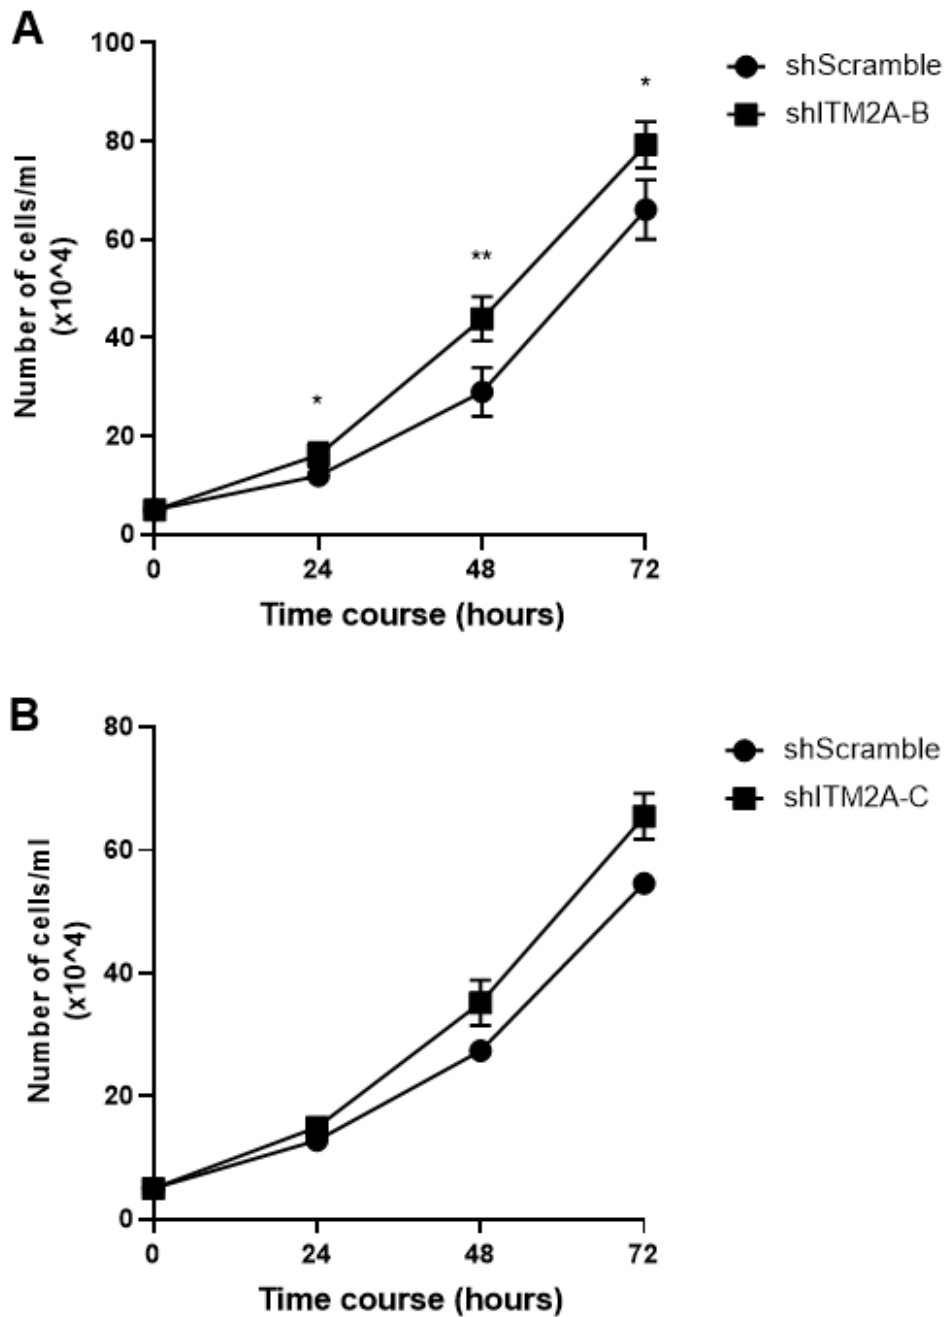 A
100
80
60
40
20
0
Number of cells/ml
(x10^4)
*
**
*
0 24 48 72
Time course (hours)
shScramble
shITM2A-B
B
80
60
40
20
0
Number of cells/ml
(x10^4)
0 24 48 72
Time course (hours)
shScramble
shITM2A-C